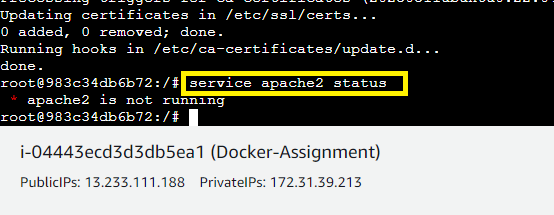 Updating certificates in /etc/ssl/certs...
0 added, 0 removed; done.
Running hooks in /etc/ca-certificates/update.d...
done.
root@983c34db6b72:/# service apache2 status
* apache2 is not running
root@983c34db6b72:/#
i-04443ecd3d3db5ea1 (Docker-Assignment)
PublicIPs: 13.233.111.188 PrivateIPs: 172.31.39.213